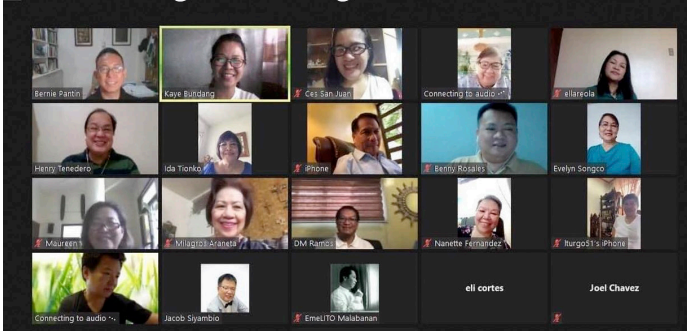 Bernie Pantin
Kaye Bundang
Ces San Juan
Connecting to audio
ellareola
Henry Tenedero
Ida Tionko
iPhone
Benny Rosales
Evelyn Songco
Maureen
Milagros Araneta
DM Ramos
Nanette Fernandez
lturgo51's iPhone
Connecting to audio
Jacob Siyambio
EmeLITO Malabanan
eli cortes
Joel Chavez